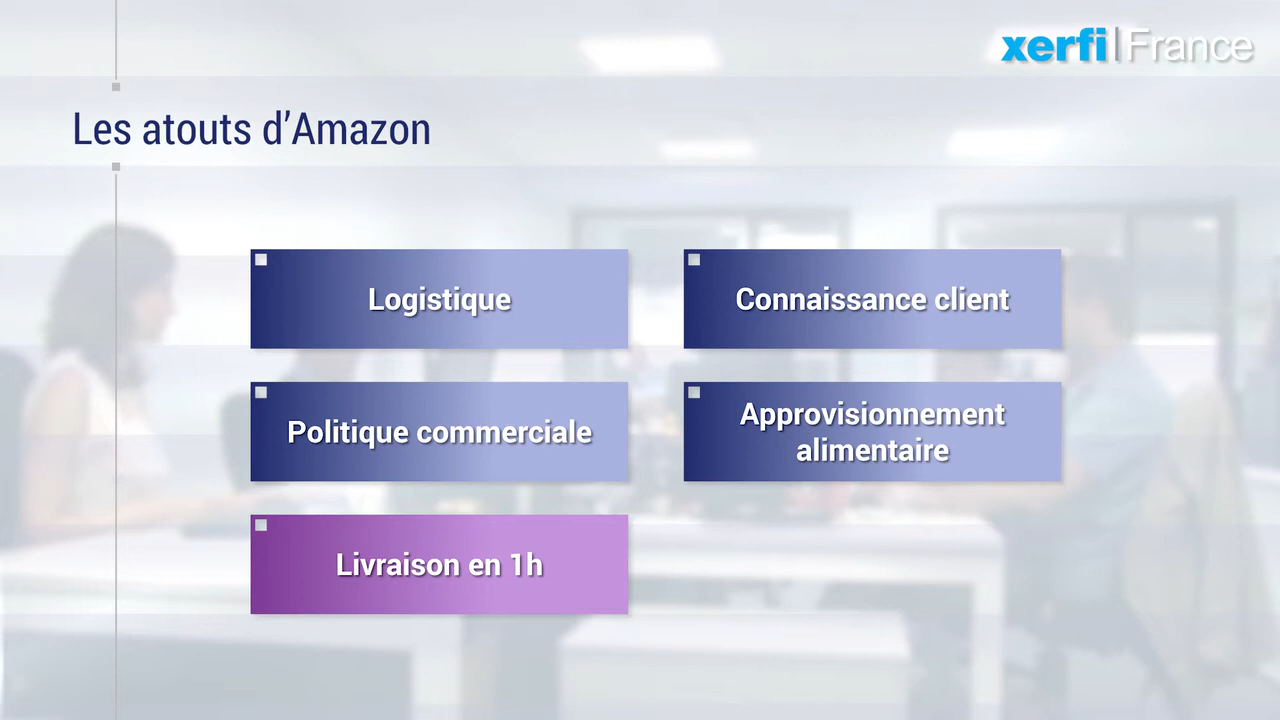 xerfi | France
Les atouts d’Amazon
Logistique
Connaissance client
Politique commerciale
Approvisionnement
alimentaire
Livraison en 1h